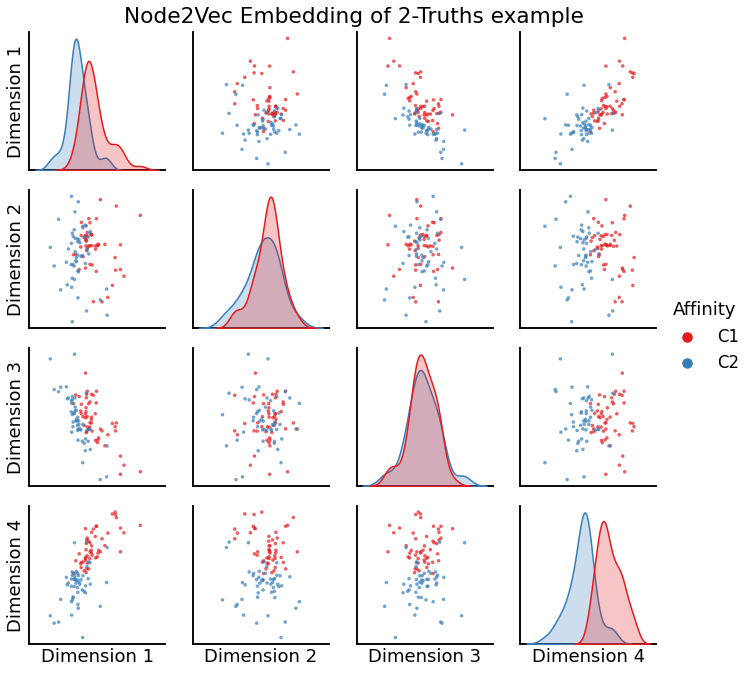 Node2Vec Embedding of 2-Truths example
Dimension 1
Dimension 2
Dimension 3
Dimension 4
Affinity
C1
C2
Dimension 1
Dimension 2
Dimension 3
Dimension 4